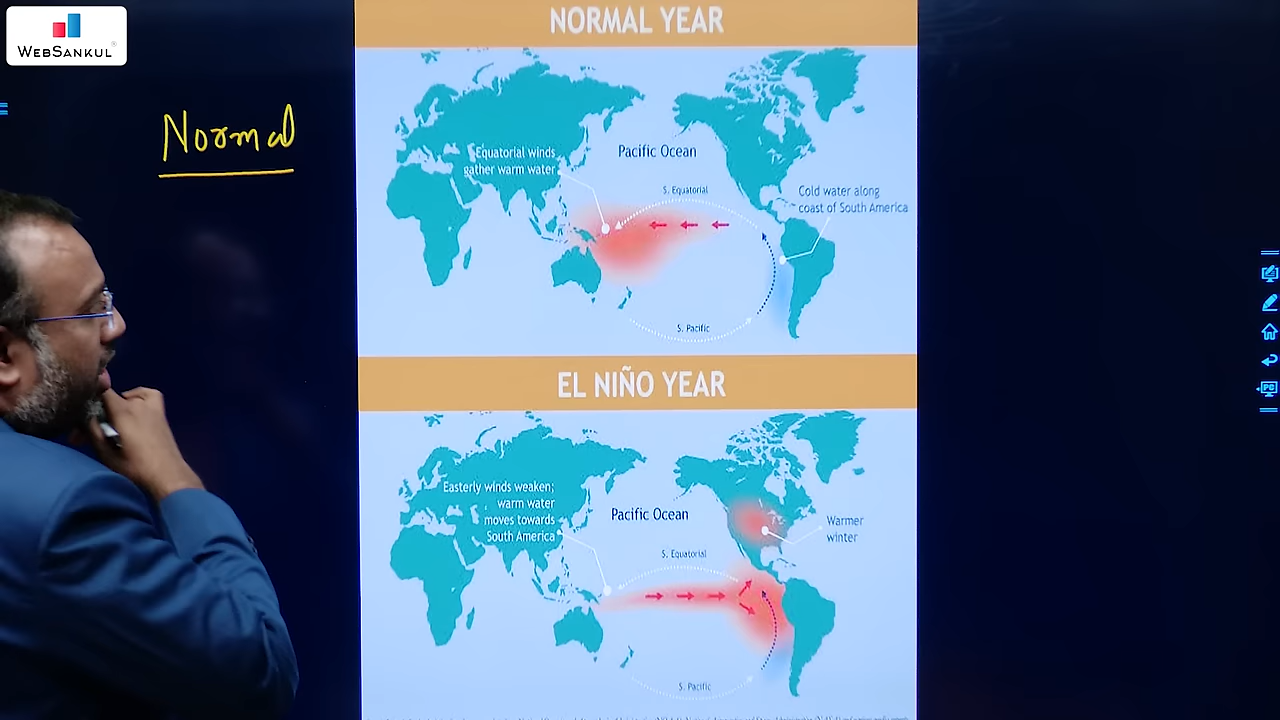 WEBSANKUL
Normal
NORMAL YEAR
Equatorial winds
gather warm water
Pacific Ocean
S. Equatorial
Cold water along
coast of South America
S. Pacific
EL NIÑO YEAR
Easterly winds weaken;
warm water
moves towards
South America
Pacific Ocean
S. Equatorial
Warmer
winter
S. Pacific
PC